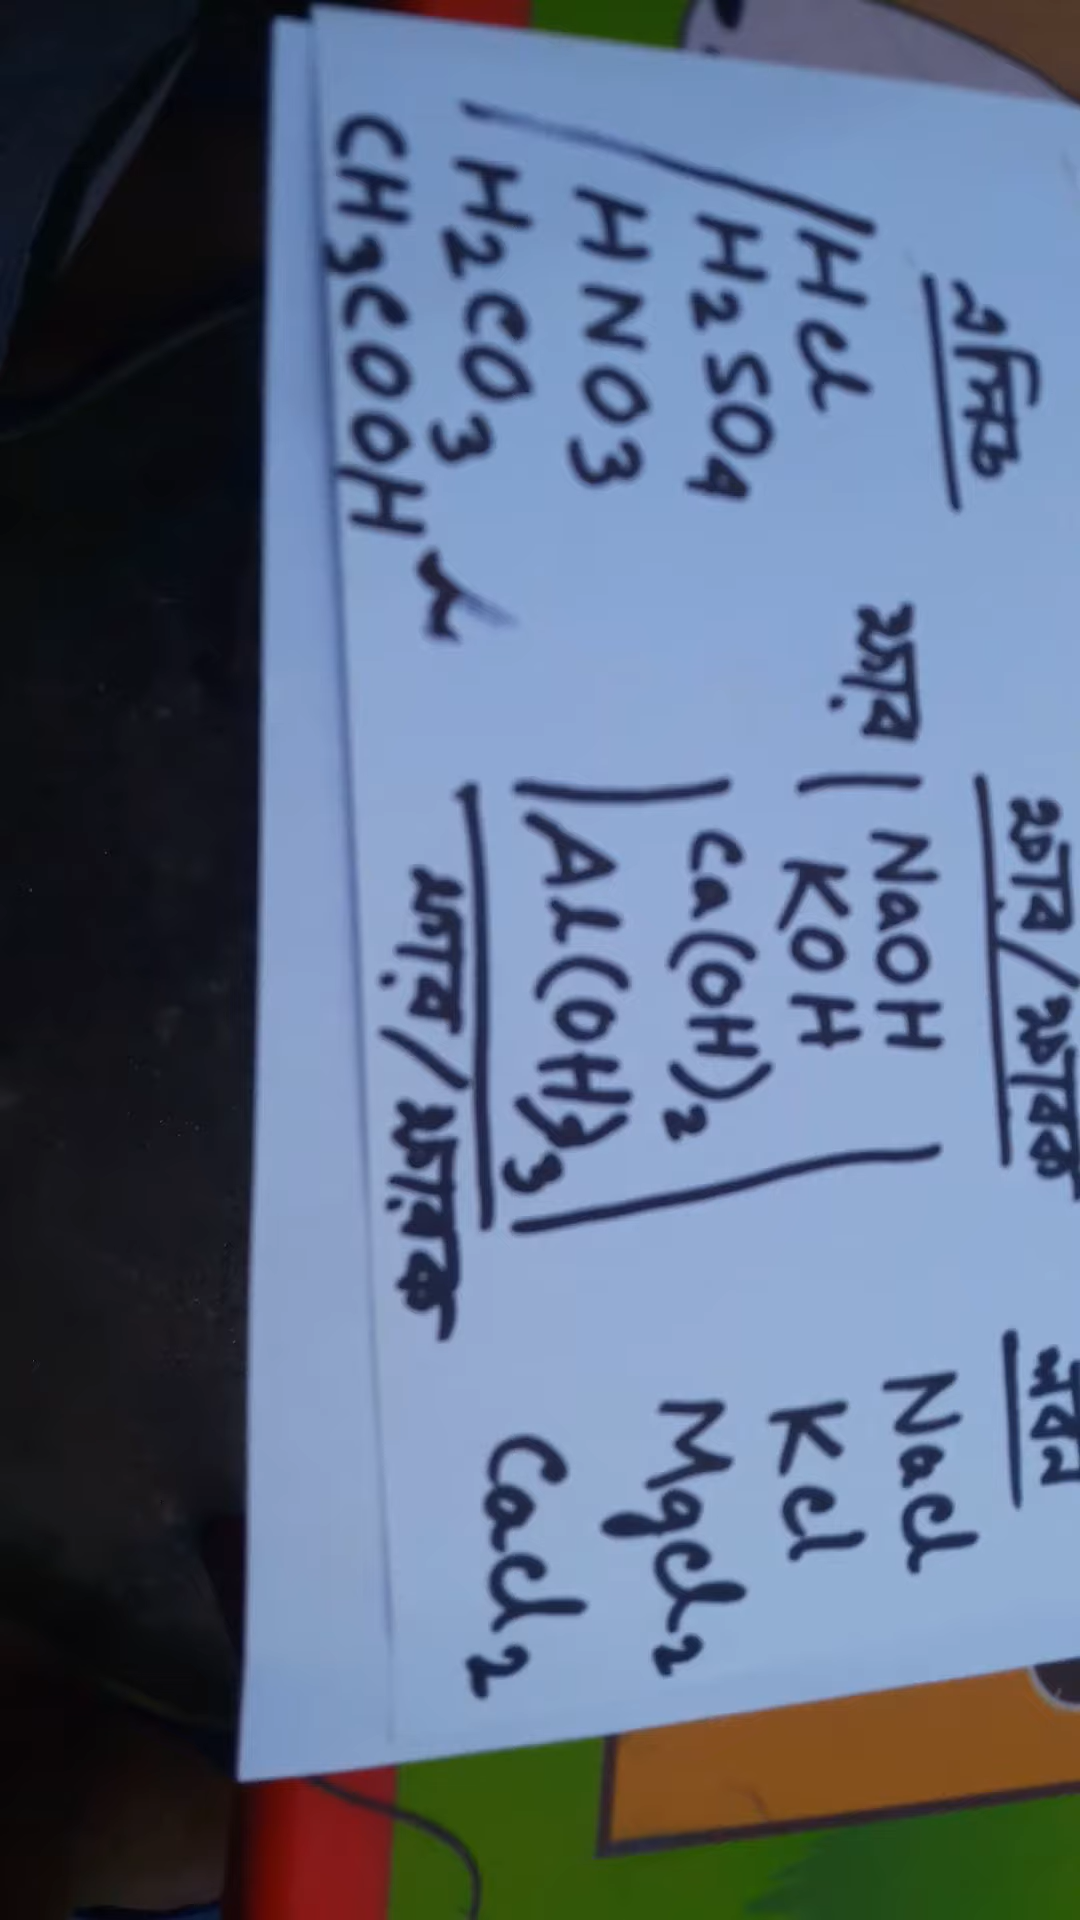 এসিড
HCl
H2SO4
HNO3
H2CO3
CH3COOH
ক্ষার/ক্ষারক
ক্ষার
NaOH
KOH
Ca(OH)2
Al(OH)3
ক্ষার/ক্ষারক
লবন
NaCl
KCl
MgCl2
CaCl2